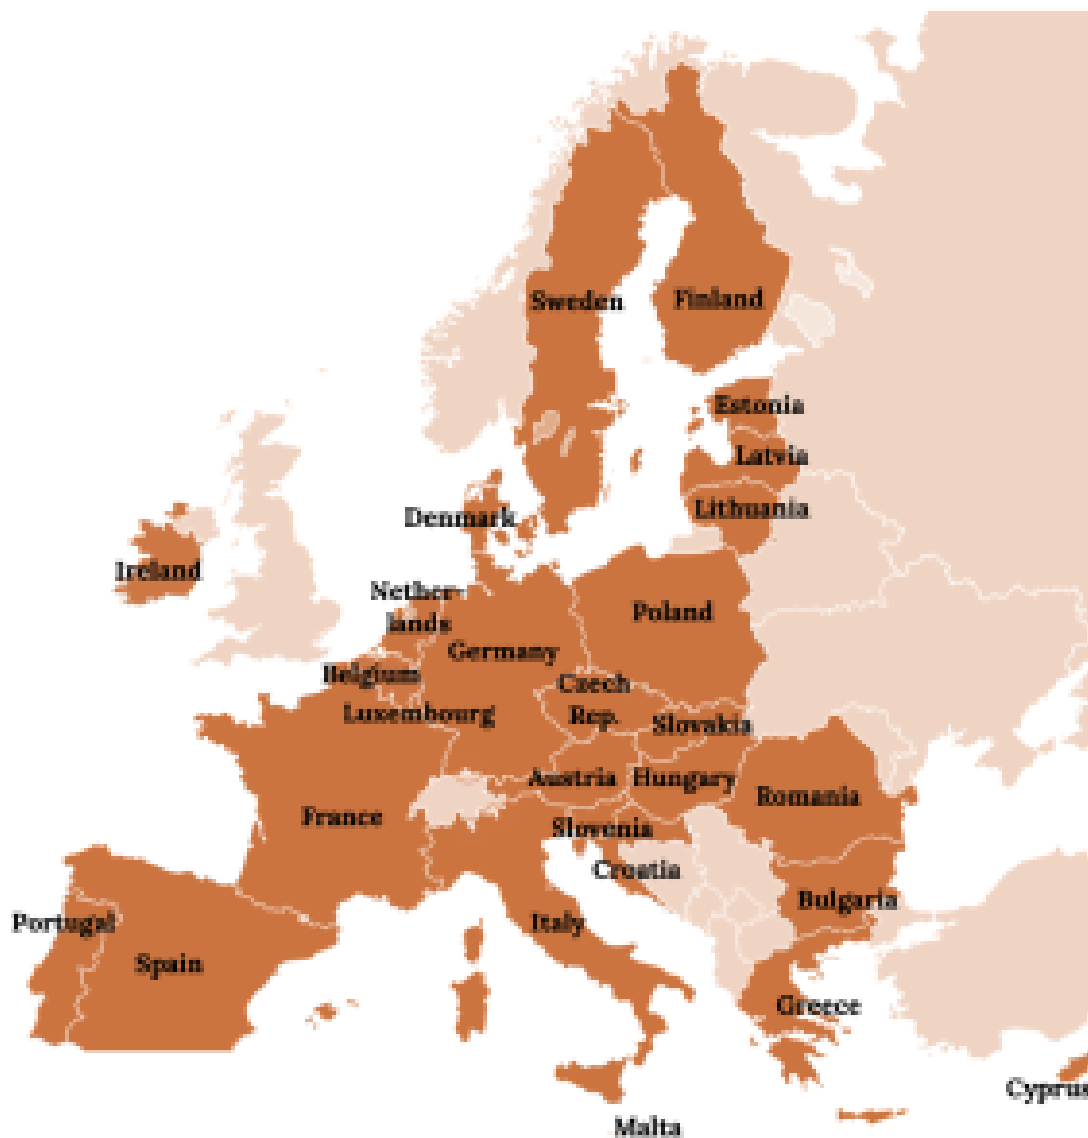 Sweden
Finland
Estonia
Latvia
Lithuania
Denmark
Ireland
Nether-
lands
Poland
Germany
Belgium
Czech
Rep.
Luxembourg
Slovakia
Austria
Hungary
Romania
France
Slovenia
Croatia
Bulgaria
Portugal
Italy
Spain
Greece
Cyprus
Malta